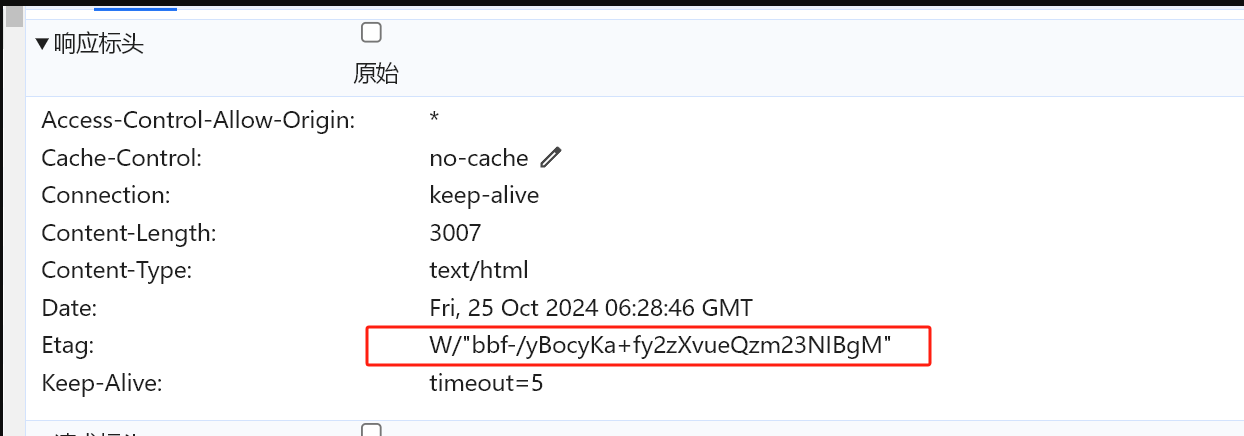 ▼响应标头
原始
Access-Control-Allow-Origin: *
Cache-Control: no-cache
Connection: keep-alive
Content-Length: 3007
Content-Type: text/html
Date: Fri, 25 Oct 2024 06:28:46 GMT
Etag: W/"bbf-/yBocyKa+fy2zXvueQzm23NIBgM"
Keep-Alive: timeout=5